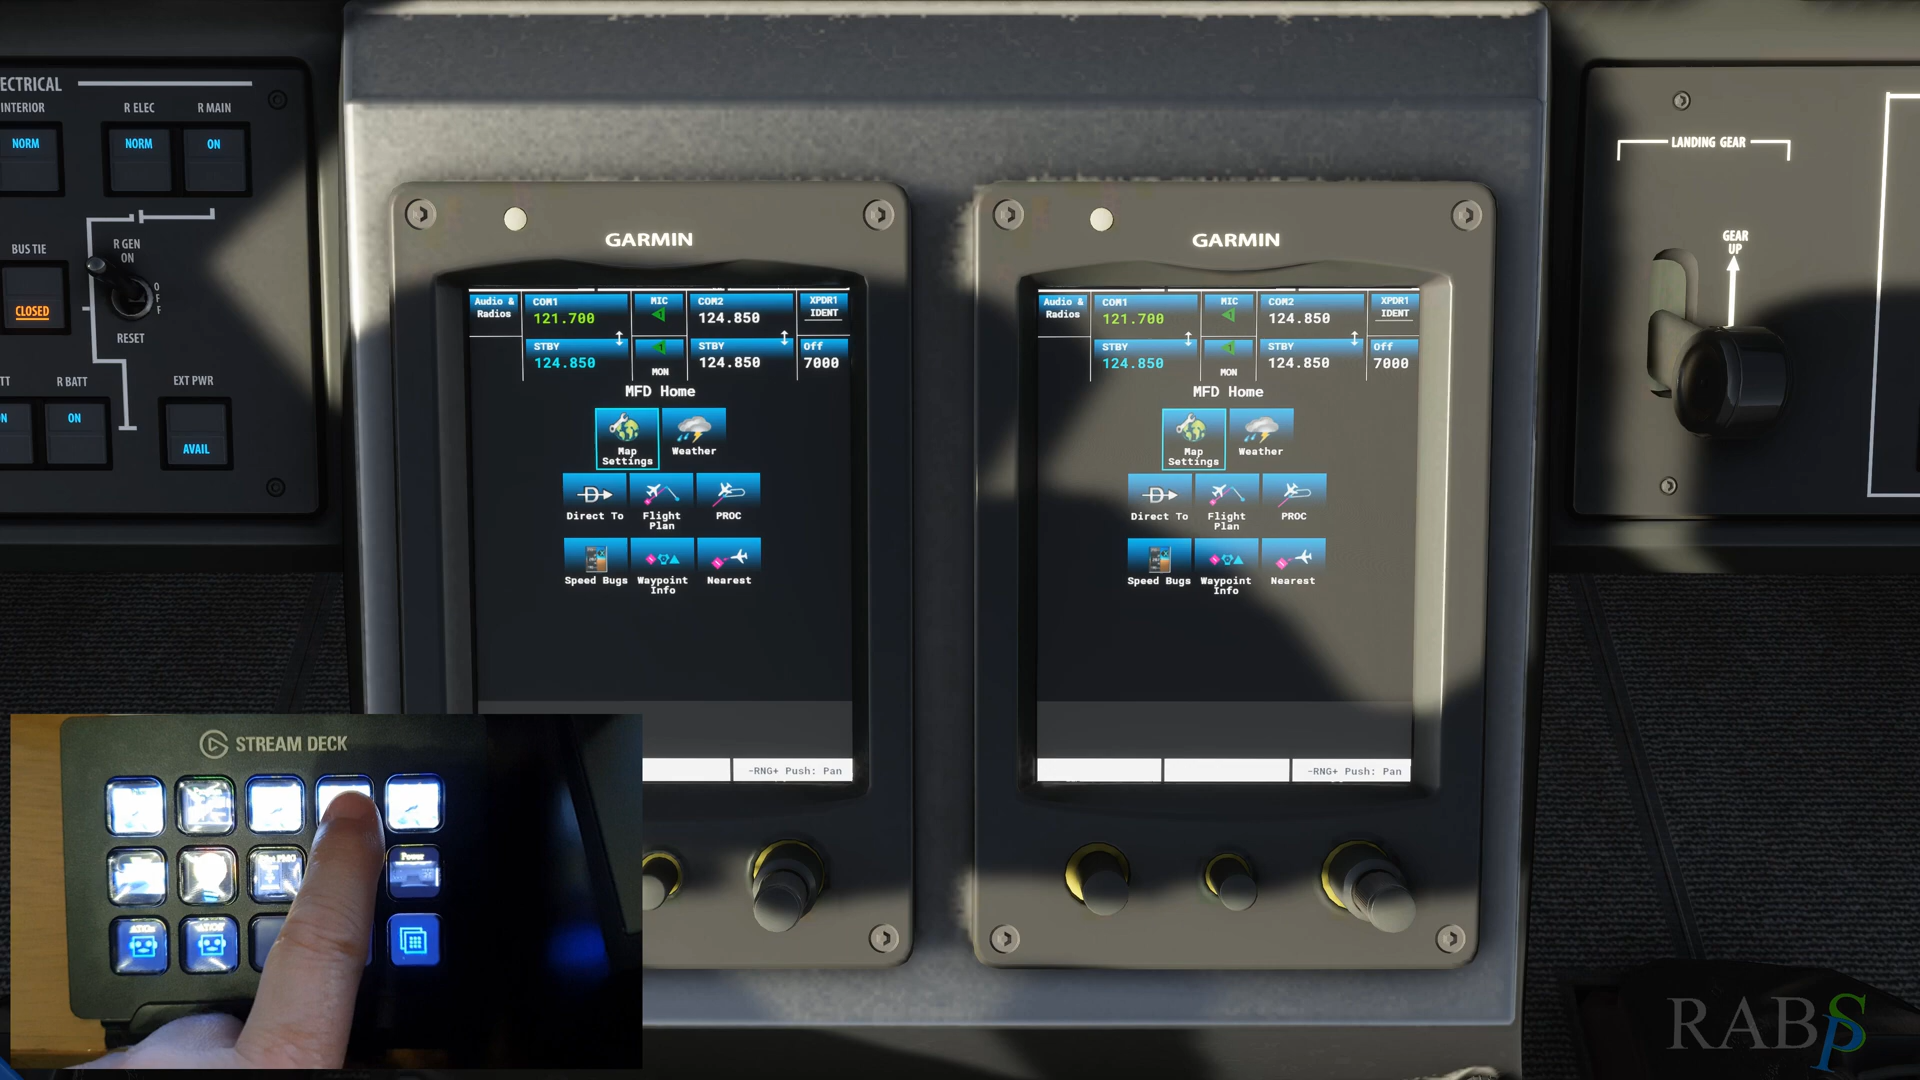 ECTRICAL
INTERIOR
R ELEC
R MAIN
NORM
NORM
ON
BUS TIE
R GEN
ON
OFF
CLOSED
RESET
R BATT
EXT PWR
ON
AVAIL
GARMIN
Audio &
Radios
COM1
121.700
STBY
124.850
MIC
MON
COM2
124.850
STBY
124.850
XPDR1
IDENT
Off
7000
MFD Home
Map
Settings
Weather
Direct To
Flight
Plan
PROC
Speed Bugs
Waypoint
Info
Nearest
-RNG+ Push: Pan
GARMIN
Audio &
Radios
COM1
121.700
STBY
124.850
MIC
MON
COM2
124.850
STBY
124.850
XPDR1
IDENT
Off
7000
MFD Home
Map
Settings
Weather
Direct To
Flight
Plan
PROC
Speed Bugs
Waypoint
Info
Nearest
-RNG+ Push: Pan
LANDING GEAR
GEAR
UP
STREAM DECK
Power
RABSP